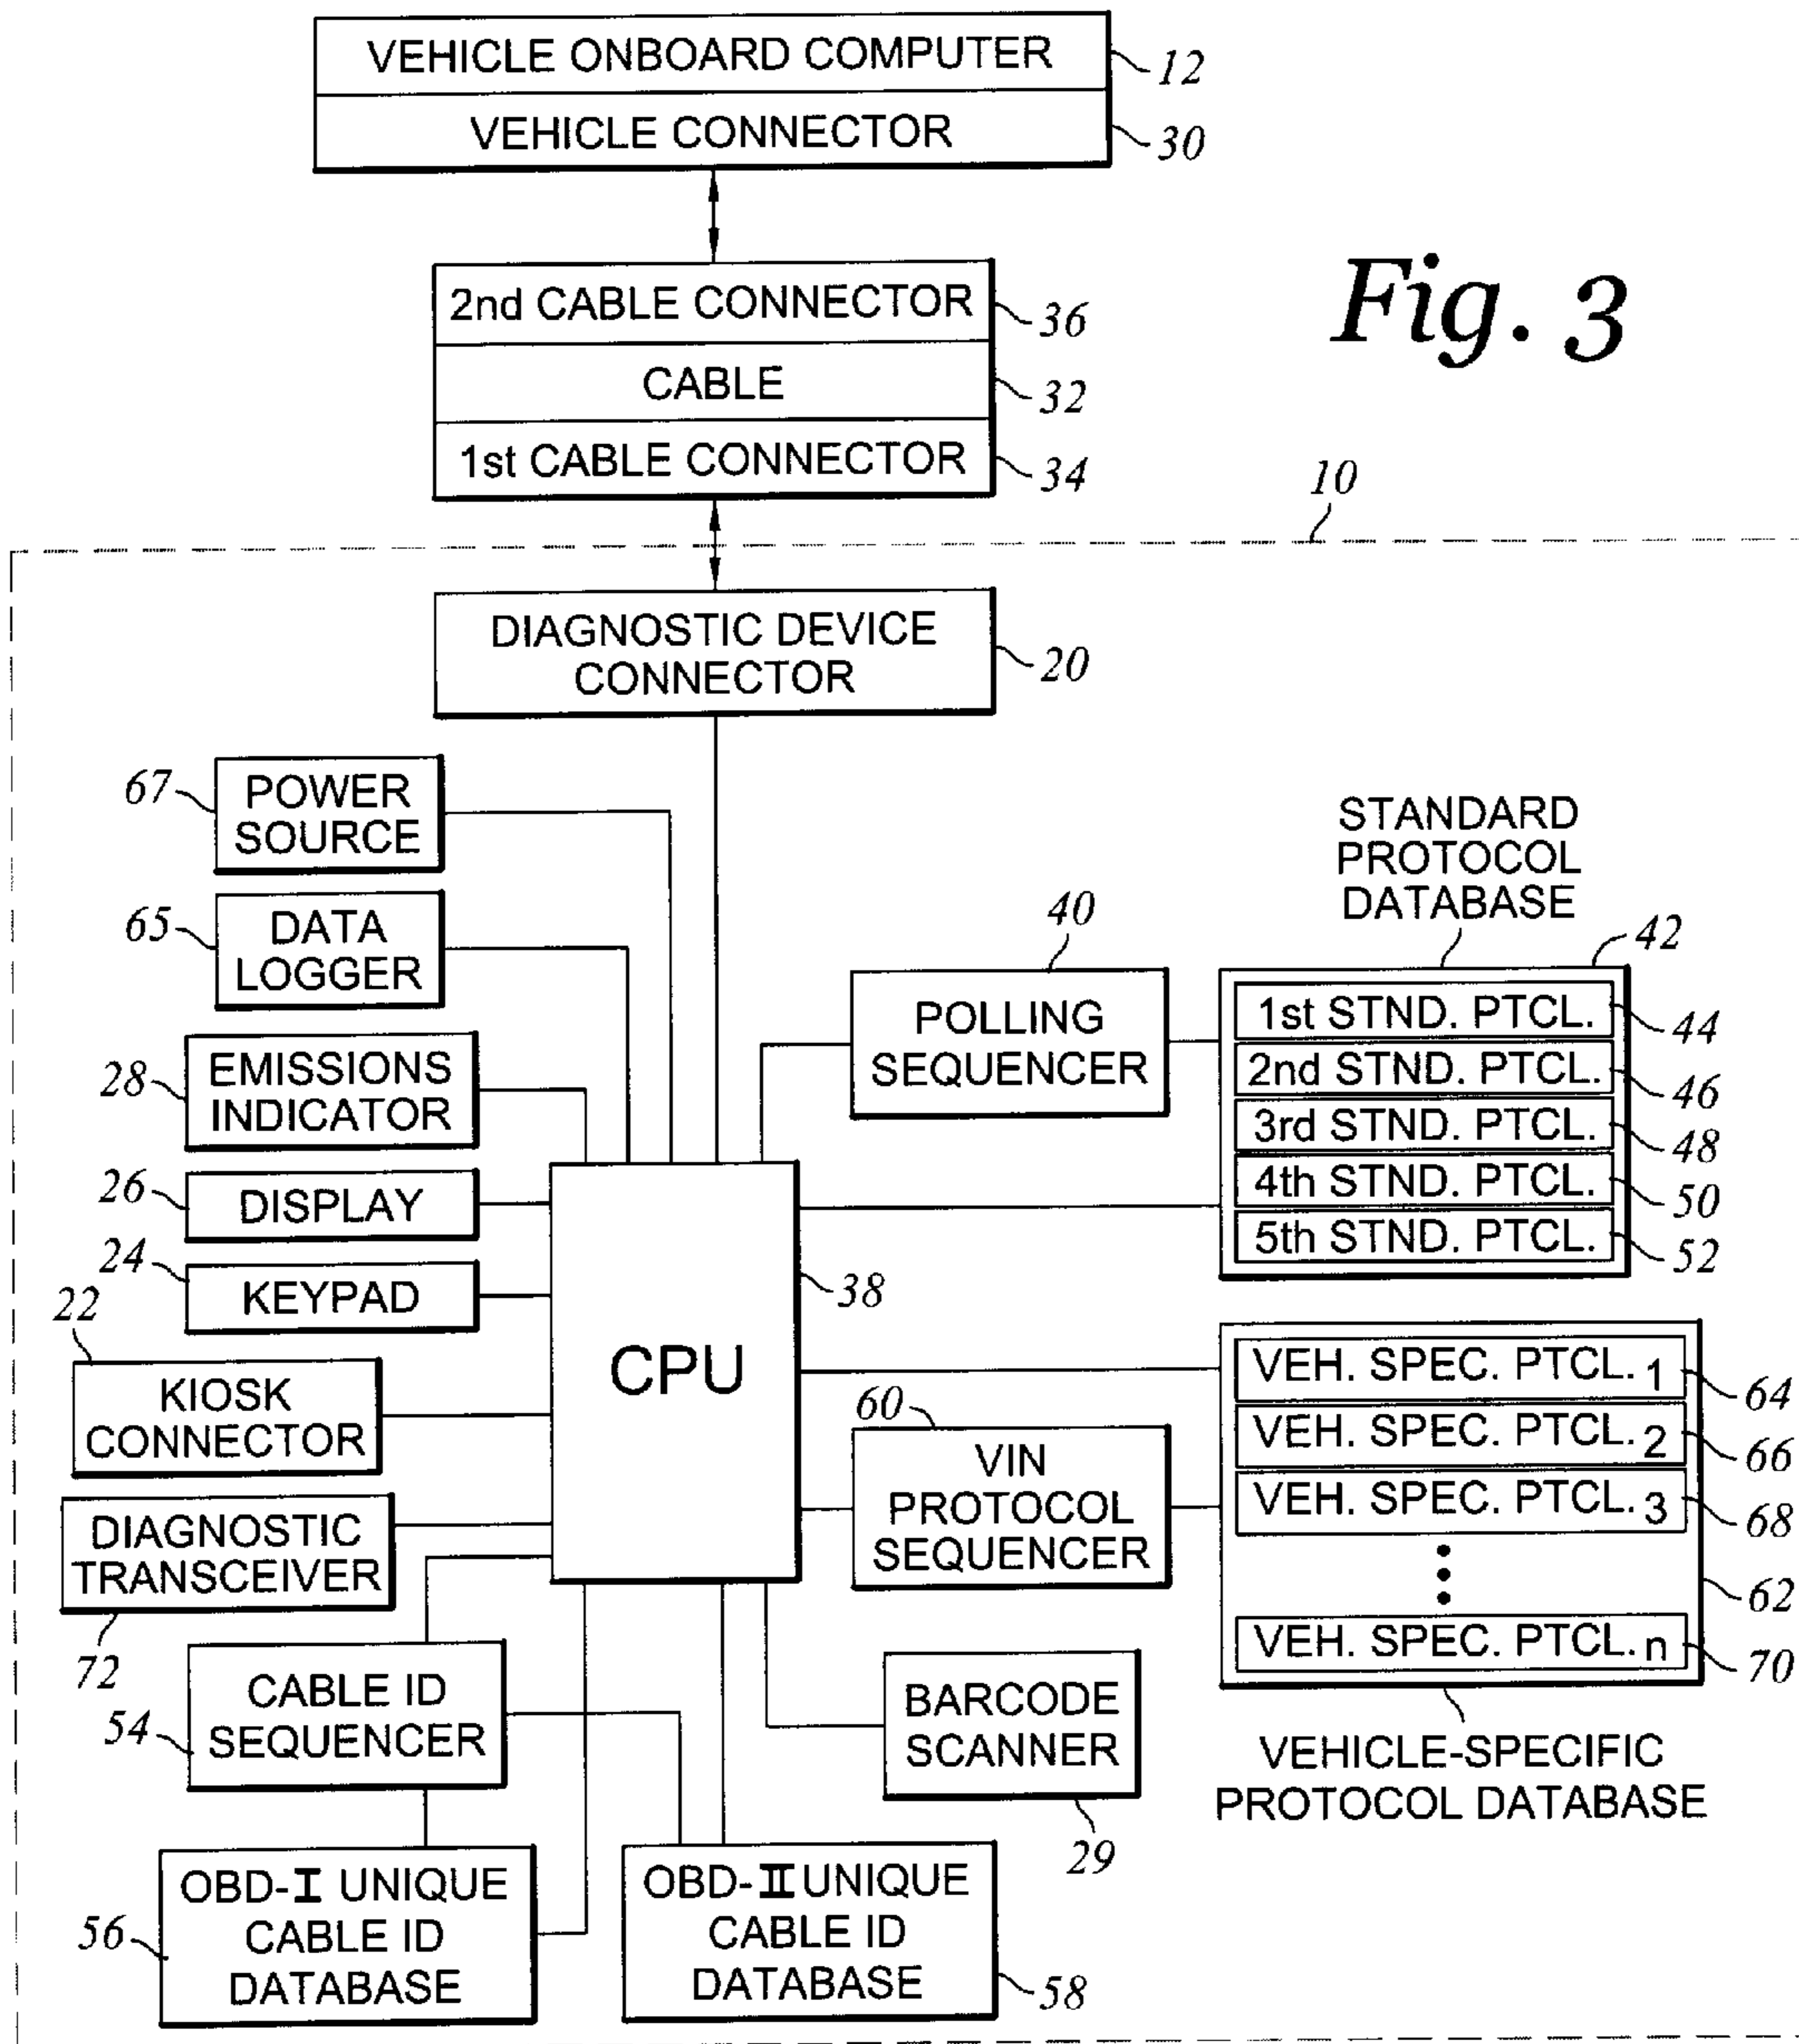 VEHICLE ONBOARD COMPUTER
12
VEHICLE CONNECTOR
30
Fig. 3
2nd CABLE CONNECTOR
36
CABLE
32
1st CABLE CONNECTOR
34
10
DIAGNOSTIC DEVICE
CONNECTOR
20
67
POWER
SOURCE
STANDARD
PROTOCOL
DATABASE
65
DATA
LOGGER
40
42
POLLING
SEQUENCER
1st STND. PTCL.
44
2nd STND. PTCL.
46
3rd STND. PTCL.
48
4th STND. PTCL.
50
5th STND. PTCL.
52
28
EMISSIONS
INDICATOR
26
DISPLAY
24
KEYPAD
38
CPU
22
KIOSK
CONNECTOR
60
VIN
PROTOCOL
SEQUENCER
VEH. SPEC. PTCL. 1
64
VEH. SPEC. PTCL. 2
66
VEH. SPEC. PTCL. 3
68
62
VEH. SPEC. PTCL. n
70
VEHICLE-SPECIFIC
PROTOCOL DATABASE
DIAGNOSTIC
TRANSCEIVER
72
CABLE ID
SEQUENCER
54
BARCODE
SCANNER
29
OBD-I UNIQUE
CABLE ID
DATABASE
56
OBD-II UNIQUE
CABLE ID
DATABASE
58